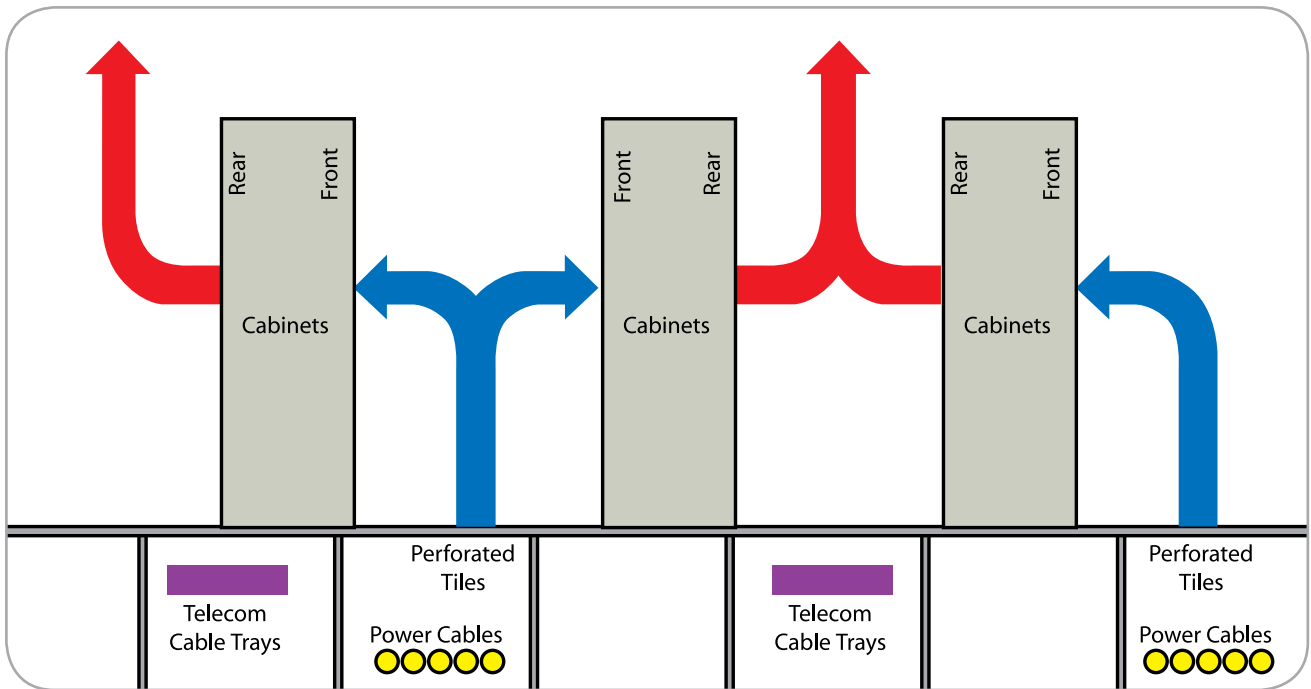 Rear
Front
Cabinets
Front
Rear
Cabinets
Rear
Front
Cabinets
Telecom
Cable Trays
Perforated
Tiles
Power Cables
Telecom
Cable Trays
Perforated
Tiles
Power Cables